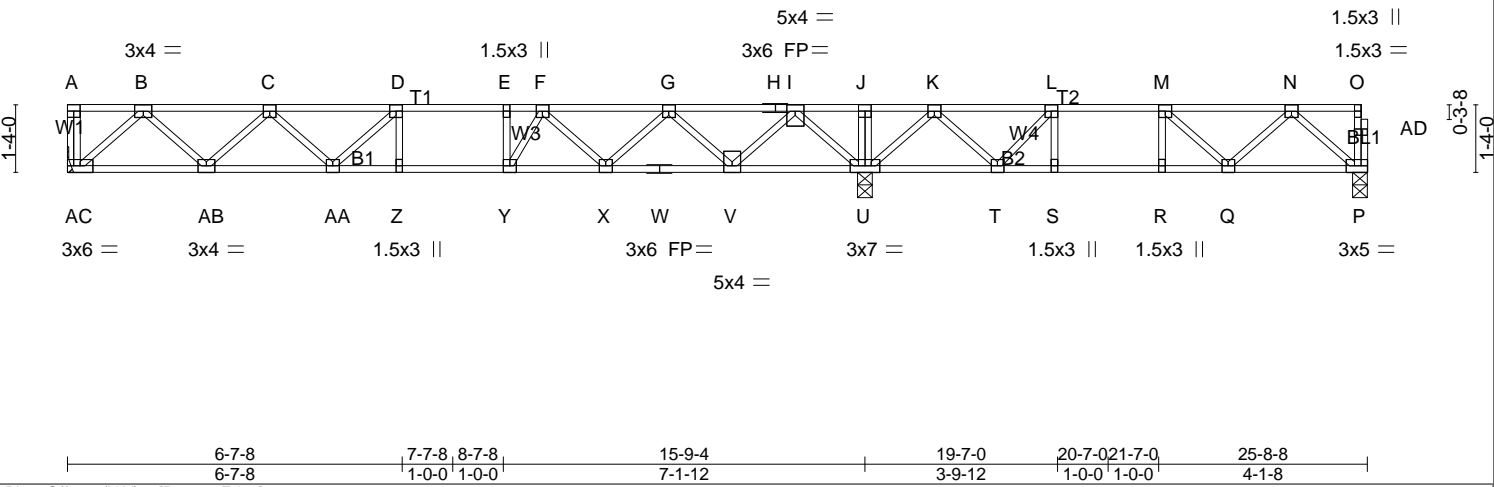 5x4 = 1.5x3 ||
3x4 = 1.5x3 || 3x6 FP= 1.5x3 =
A B C D E F G H I J K L M N O
T1 T2
W1 W3 W4 BL1 AD
B1 B2
1-4-0 0-3-8 1-4-0
AC AB AA Z Y X W V U T S R Q P
3x6 = 3x4 = 1.5x3 || 3x6 FP= 3x7 = 1.5x3 || 1.5x3 || 3x5 =
5x4 =
6-7-8 7-7-8 8-7-8 15-9-4 19-7-0 20-7-0 21-7-0 25-8-8
6-7-8 1-0-0 1-0-0 7-1-12 3-9-12 1-0-0 1-0-0 4-1-8